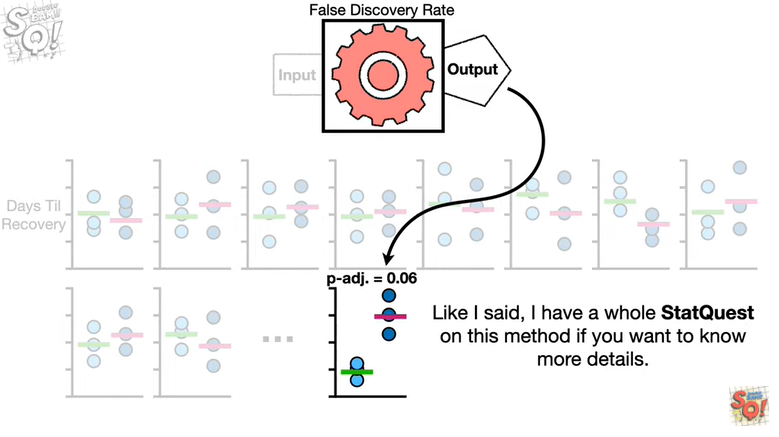 False Discovery Rate
Input
Output
Days Til
Recovery
p-adj. = 0.06
Like I said, I have a whole StatQuest
on this method if you want to know
more details.